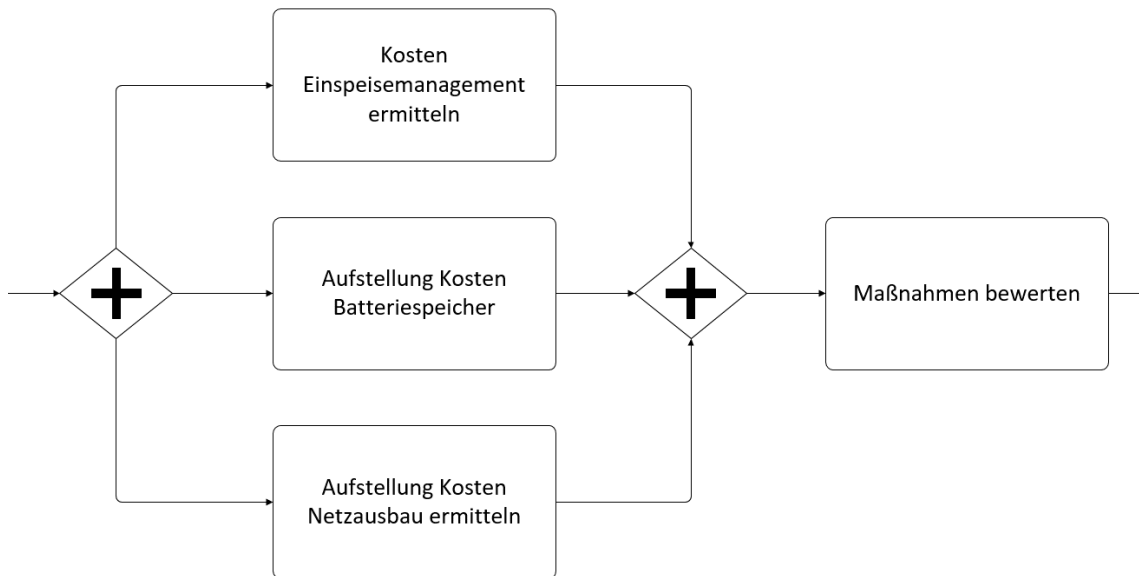 Kosten
Einspeisemanagement
ermitteln
Aufstellung Kosten
Batteriespeicher
Maßnahmen bewerten
Aufstellung Kosten
Netzausbau ermitteln